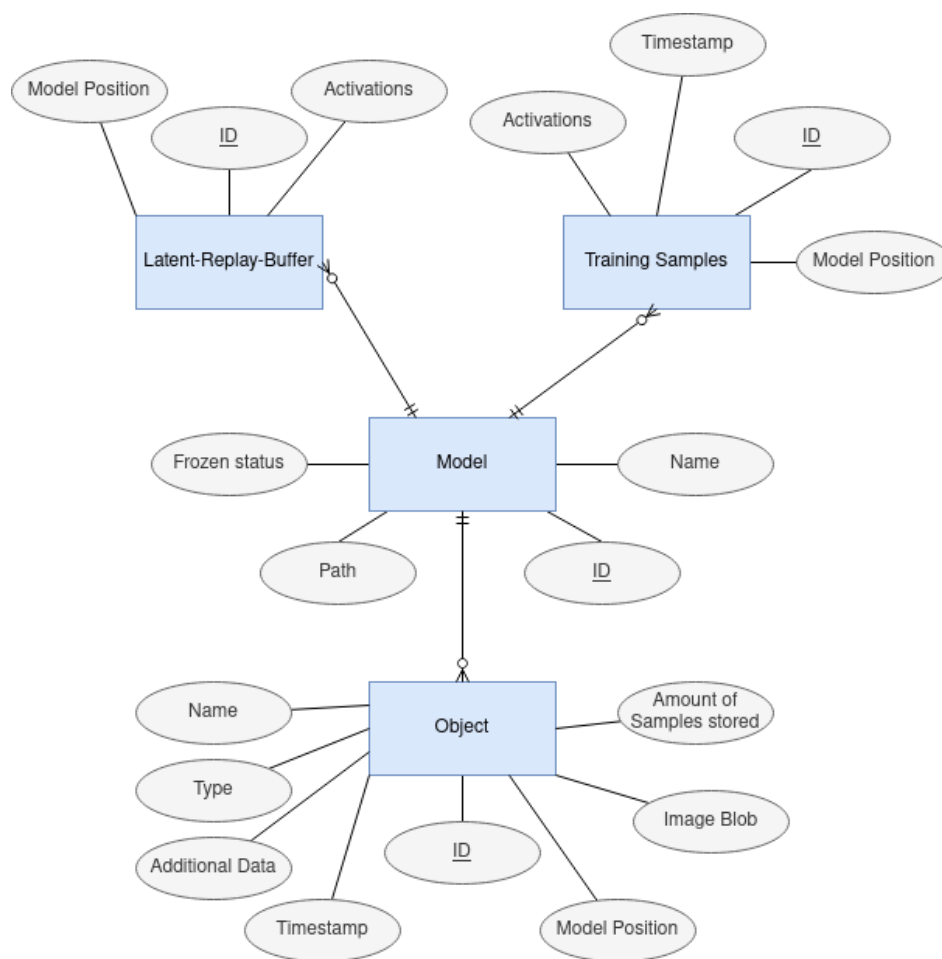 Timestamp
Model Position
Activations
Activations
ID
ID
Latent-Replay-Buffer
Training Samples
Model Position
Frozen status
Model
Name
Path
ID
Name
Amount of
Samples stored
Object
Type
Image Blob
Additional Data
ID
Timestamp
Model Position